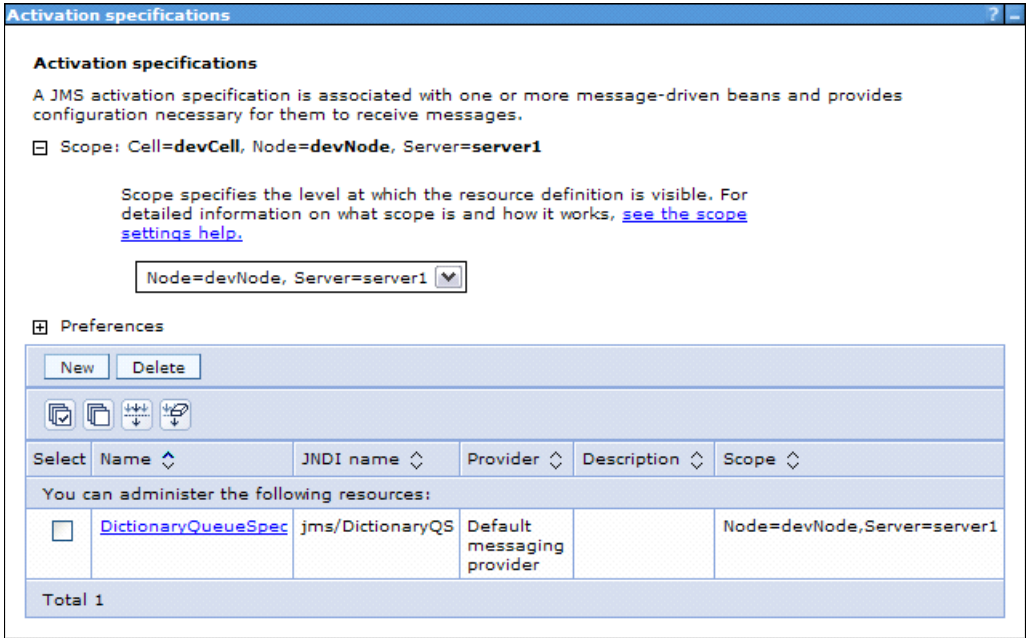 Activation specifications ? _
Activation specifications
A JMS activation specification is associated with one or more message-driven beans and provides
configuration necessary for them to receive messages.
Scope: Cell=devCell, Node=devNode, Server=server1
Scope specifies the level at which the resource definition is visible. For
detailed information on what scope is and how it works, see the scope
settings help.
Node=devNode, Server=server1
Preferences
New Delete
Select Name JNDI name Provider Description Scope
You can administer the following resources:
DictionaryQueueSpec jms/DictionaryQS Default Node=devNode,Server=server1
messaging
provider
Total 1